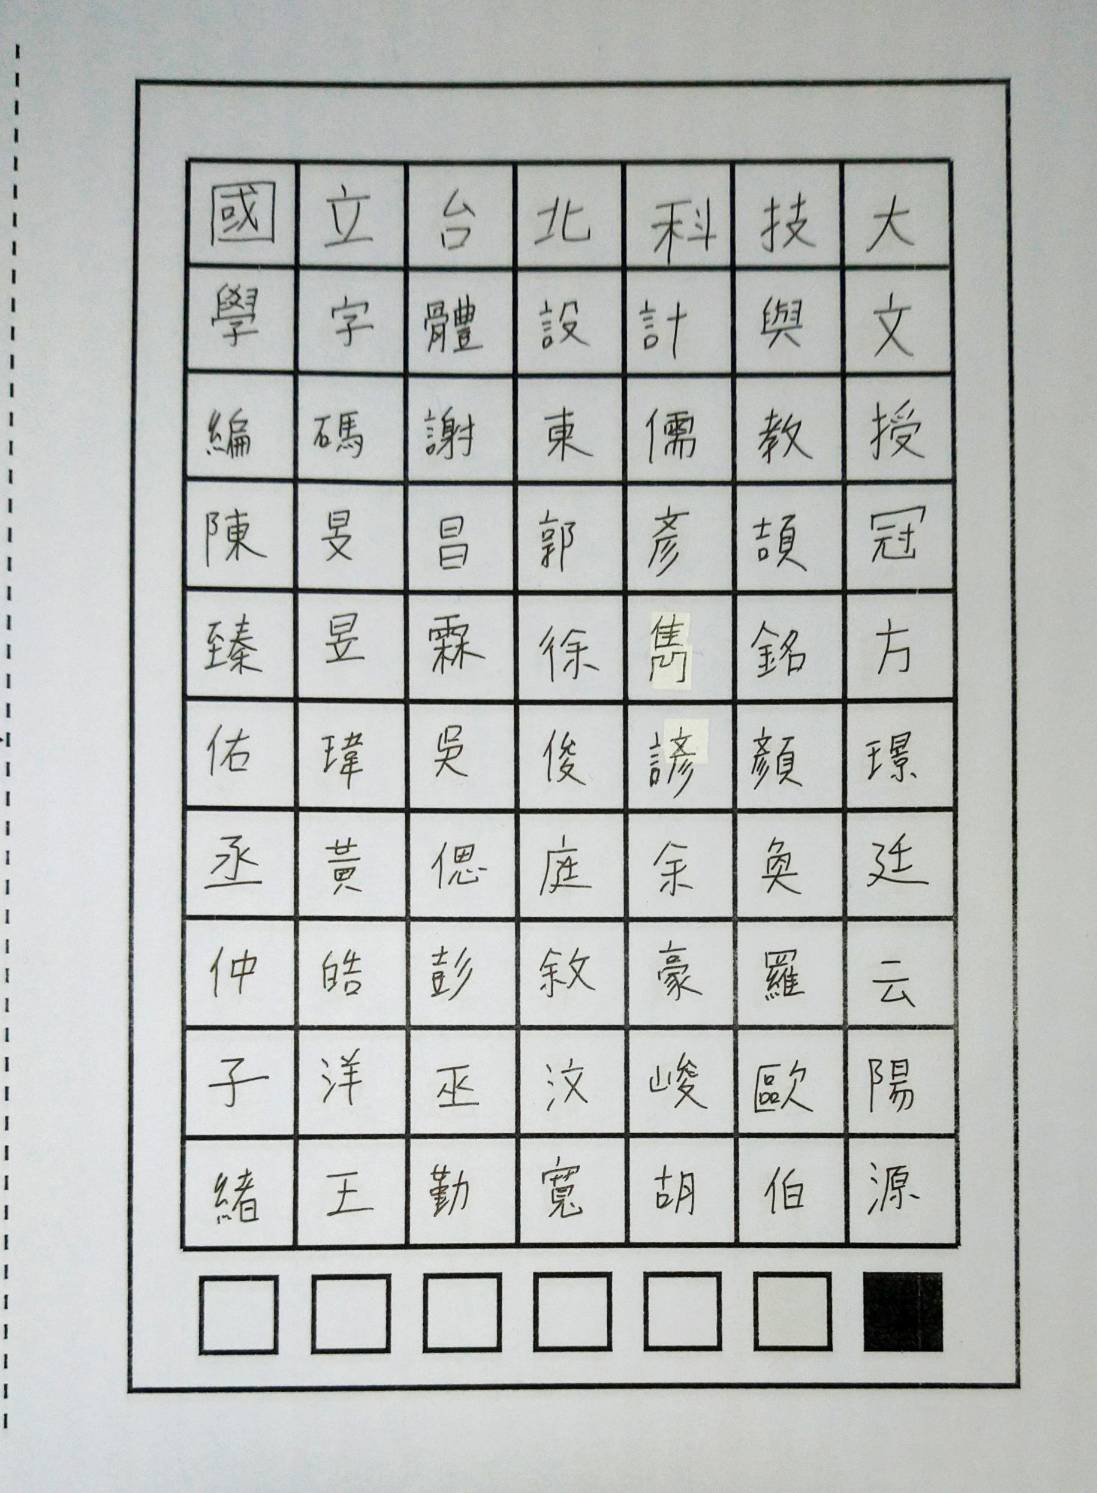 國立台北科技大
學字體設計與文
編碼謝東儒教授
陳旻昌郭彥頡冠
臻昱霖徐雋銘方
佑瑋吳俊諺顏璟
丞黃偲庭余奐廷
仲皓彭敘豪羅云
子洋巫汶峻歐陽
緒王勤寬胡伯源